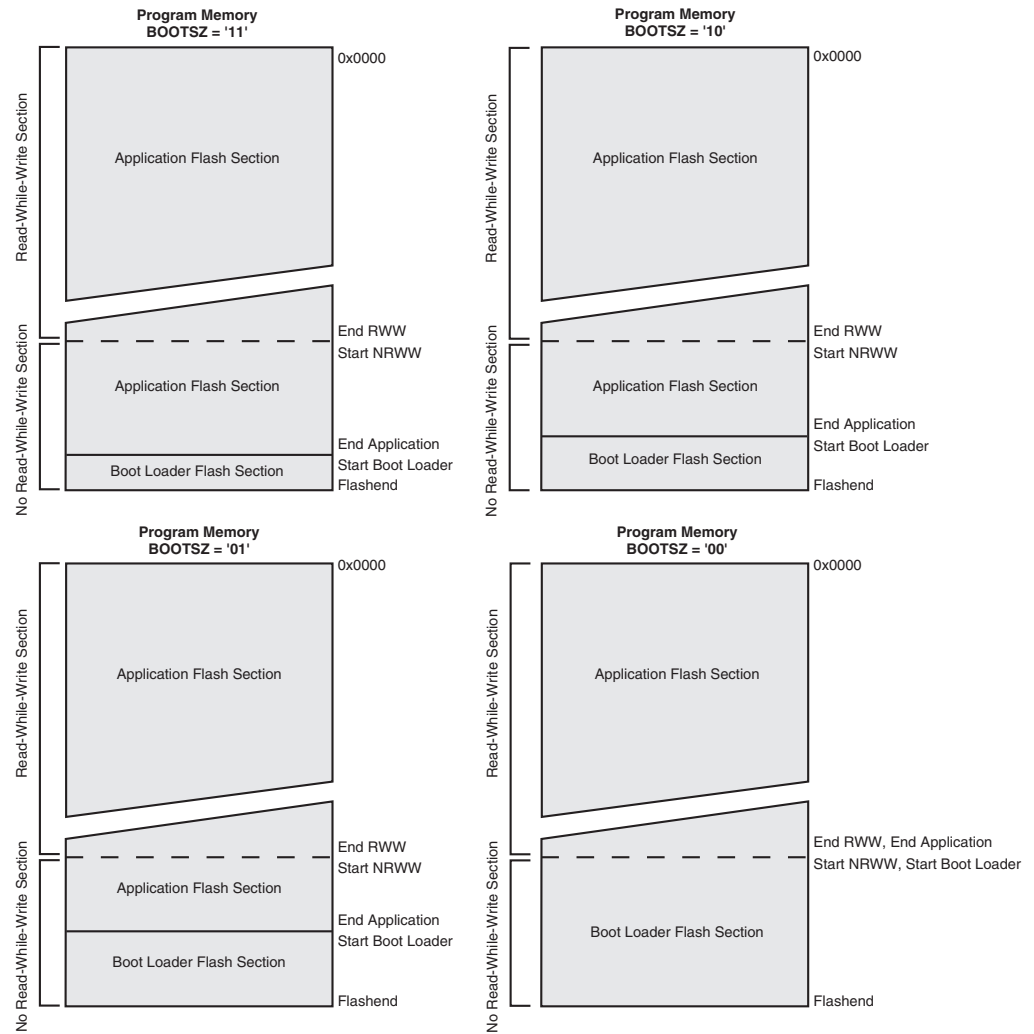 Program Memory
BOOTSZ = '11'
0x0000
Read-While-Write Section
Application Flash Section
End RWW
Start NRWW
No Read-While-Write Section
Application Flash Section
End Application
Start Boot Loader
Boot Loader Flash Section
Flashend
Program Memory
BOOTSZ = '10'
0x0000
Read-While-Write Section
Application Flash Section
End RWW
Start NRWW
No Read-While-Write Section
Application Flash Section
End Application
Start Boot Loader
Boot Loader Flash Section
Flashend
Program Memory
BOOTSZ = '01'
0x0000
Read-While-Write Section
Application Flash Section
End RWW
Start NRWW
No Read-While-Write Section
Application Flash Section
End Application
Start Boot Loader
Boot Loader Flash Section
Flashend
Program Memory
BOOTSZ = '00'
0x0000
Read-While-Write Section
Application Flash Section
End RWW, End Application
Start NRWW, Start Boot Loader
No Read-While-Write Section
Boot Loader Flash Section
Flashend